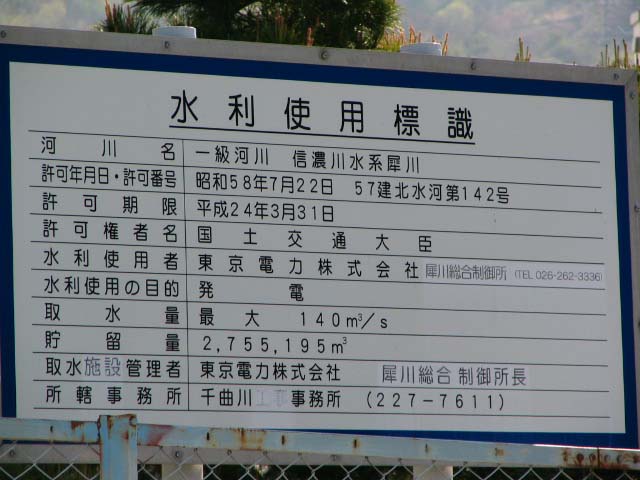 水利使用標識
河川名 一級河川 信濃川水系犀川
許可年月日・許可番号 昭和58年7月22日 57建北水河第142号
許可期限 平成24年3月31日
許可権者名 国土交通大臣
水利使用者 東京電力株式会社 犀川総合制御所 (TEL 026-262-3336)
水利使用の目的 発電
取水量 最大 140m³/s
貯留量 2,755,195m³
取水施設管理者 東京電力株式会社 犀川総合制御所長
所轄事務所 千曲川工事事務所 (227-7611)